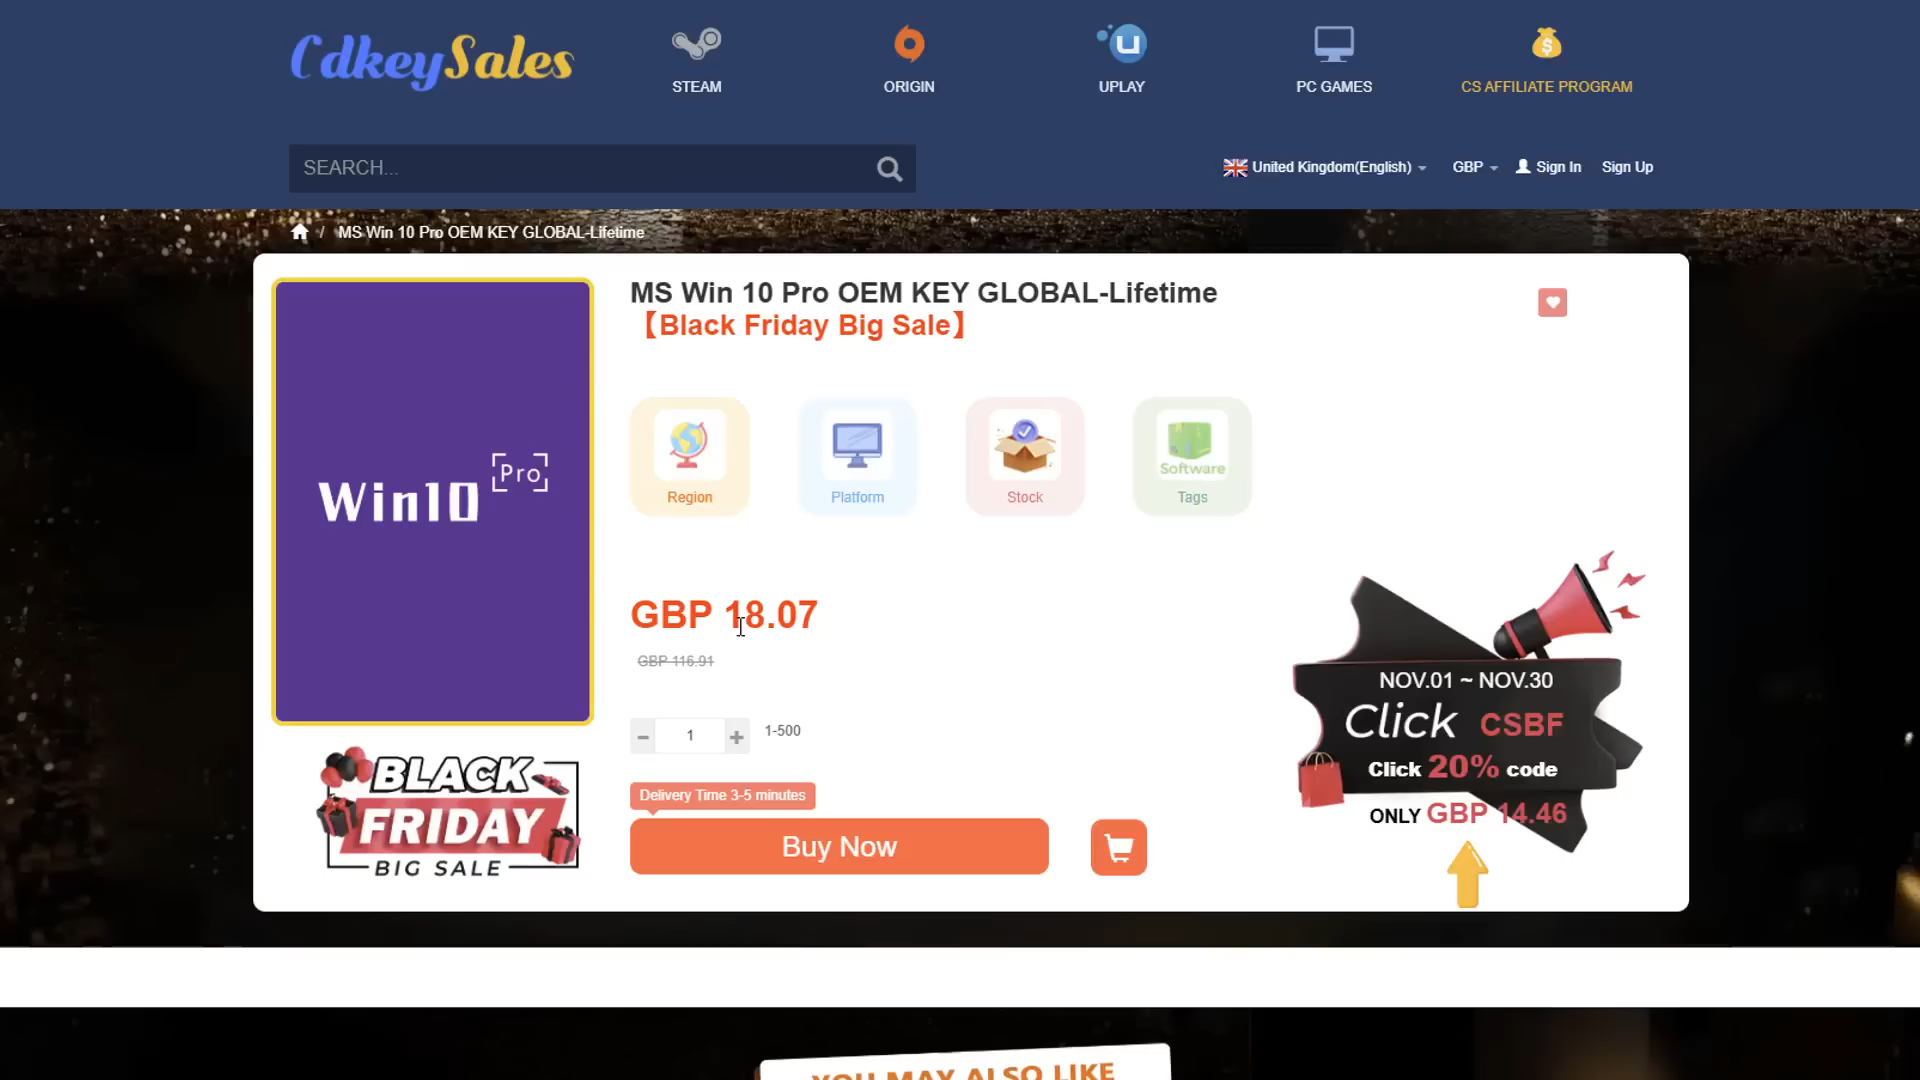 CdkeySales
STEAM
ORIGIN
UPLAY
PC GAMES
CS AFFILIATE PROGRAM
SEARCH...
United Kingdom(English)
GBP
Sign In
Sign Up
/ MS Win 10 Pro OEM KEY GLOBAL-Lifetime
MS Win 10 Pro OEM KEY GLOBAL-Lifetime
【Black Friday Big Sale】
Win10 Pro
Region
Platform
Stock
Software
Tags
GBP 18.07
GBP 116.91
1
1-500
Delivery Time 3-5 minutes
Buy Now
BLACK
FRIDAY
BIG SALE
NOV.01 ~ NOV.30
Click CSBF
Click 20% code
ONLY GBP 14.46
YOU MAY ALSO LIKE